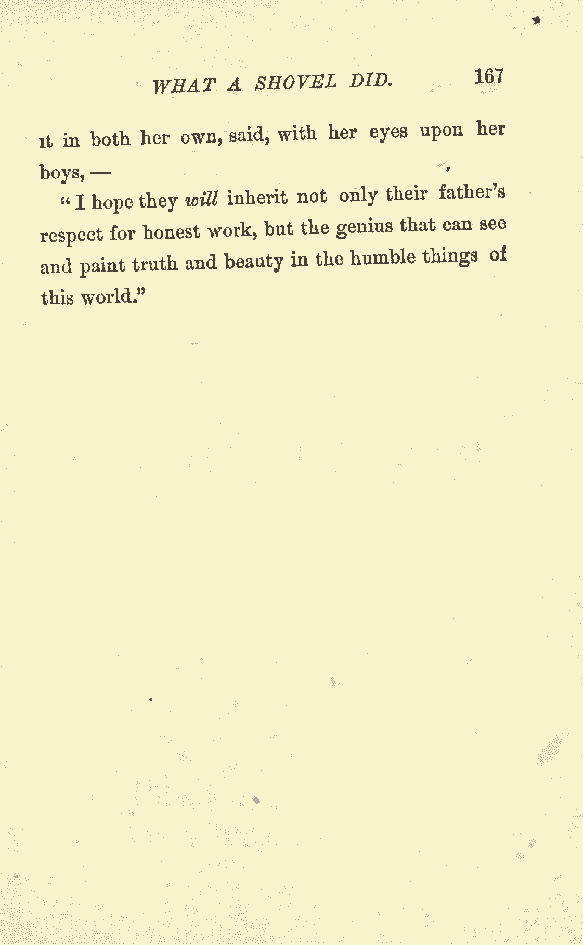 WHAT A SHOVEL DID. 167
it in both her own, said, with her eyes upon her
boys,—
“I hope they will inherit not only their father’s
respect for honest work, but the genius that can see
and paint truth and beauty in the humble things of
this world.”